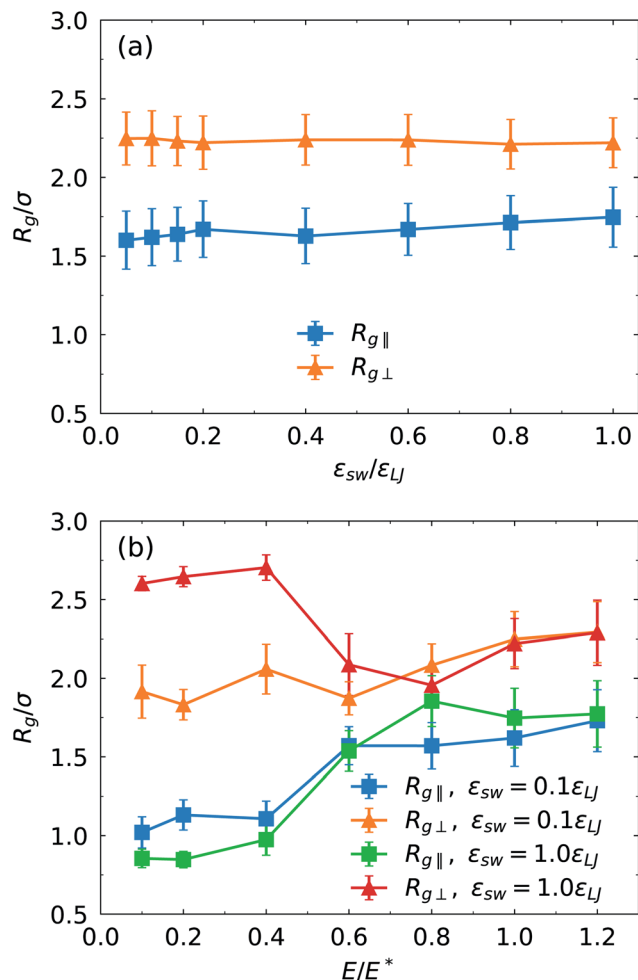 (a)
3.0
2.5
2.0
1.5
1.0
0.5
R_g/σ
R_g∥
R_g⊥
0.0 0.2 0.4 0.6 0.8 1.0
ε_sw/ε_LJ
(b)
3.0
2.5
2.0
1.5
1.0
0.5
R_g/σ
R_g∥, ε_sw = 0.1ε_LJ
R_g⊥, ε_sw = 0.1ε_LJ
R_g∥, ε_sw = 1.0ε_LJ
R_g⊥, ε_sw = 1.0ε_LJ
0.0 0.2 0.4 0.6 0.8 1.0 1.2
E/E*